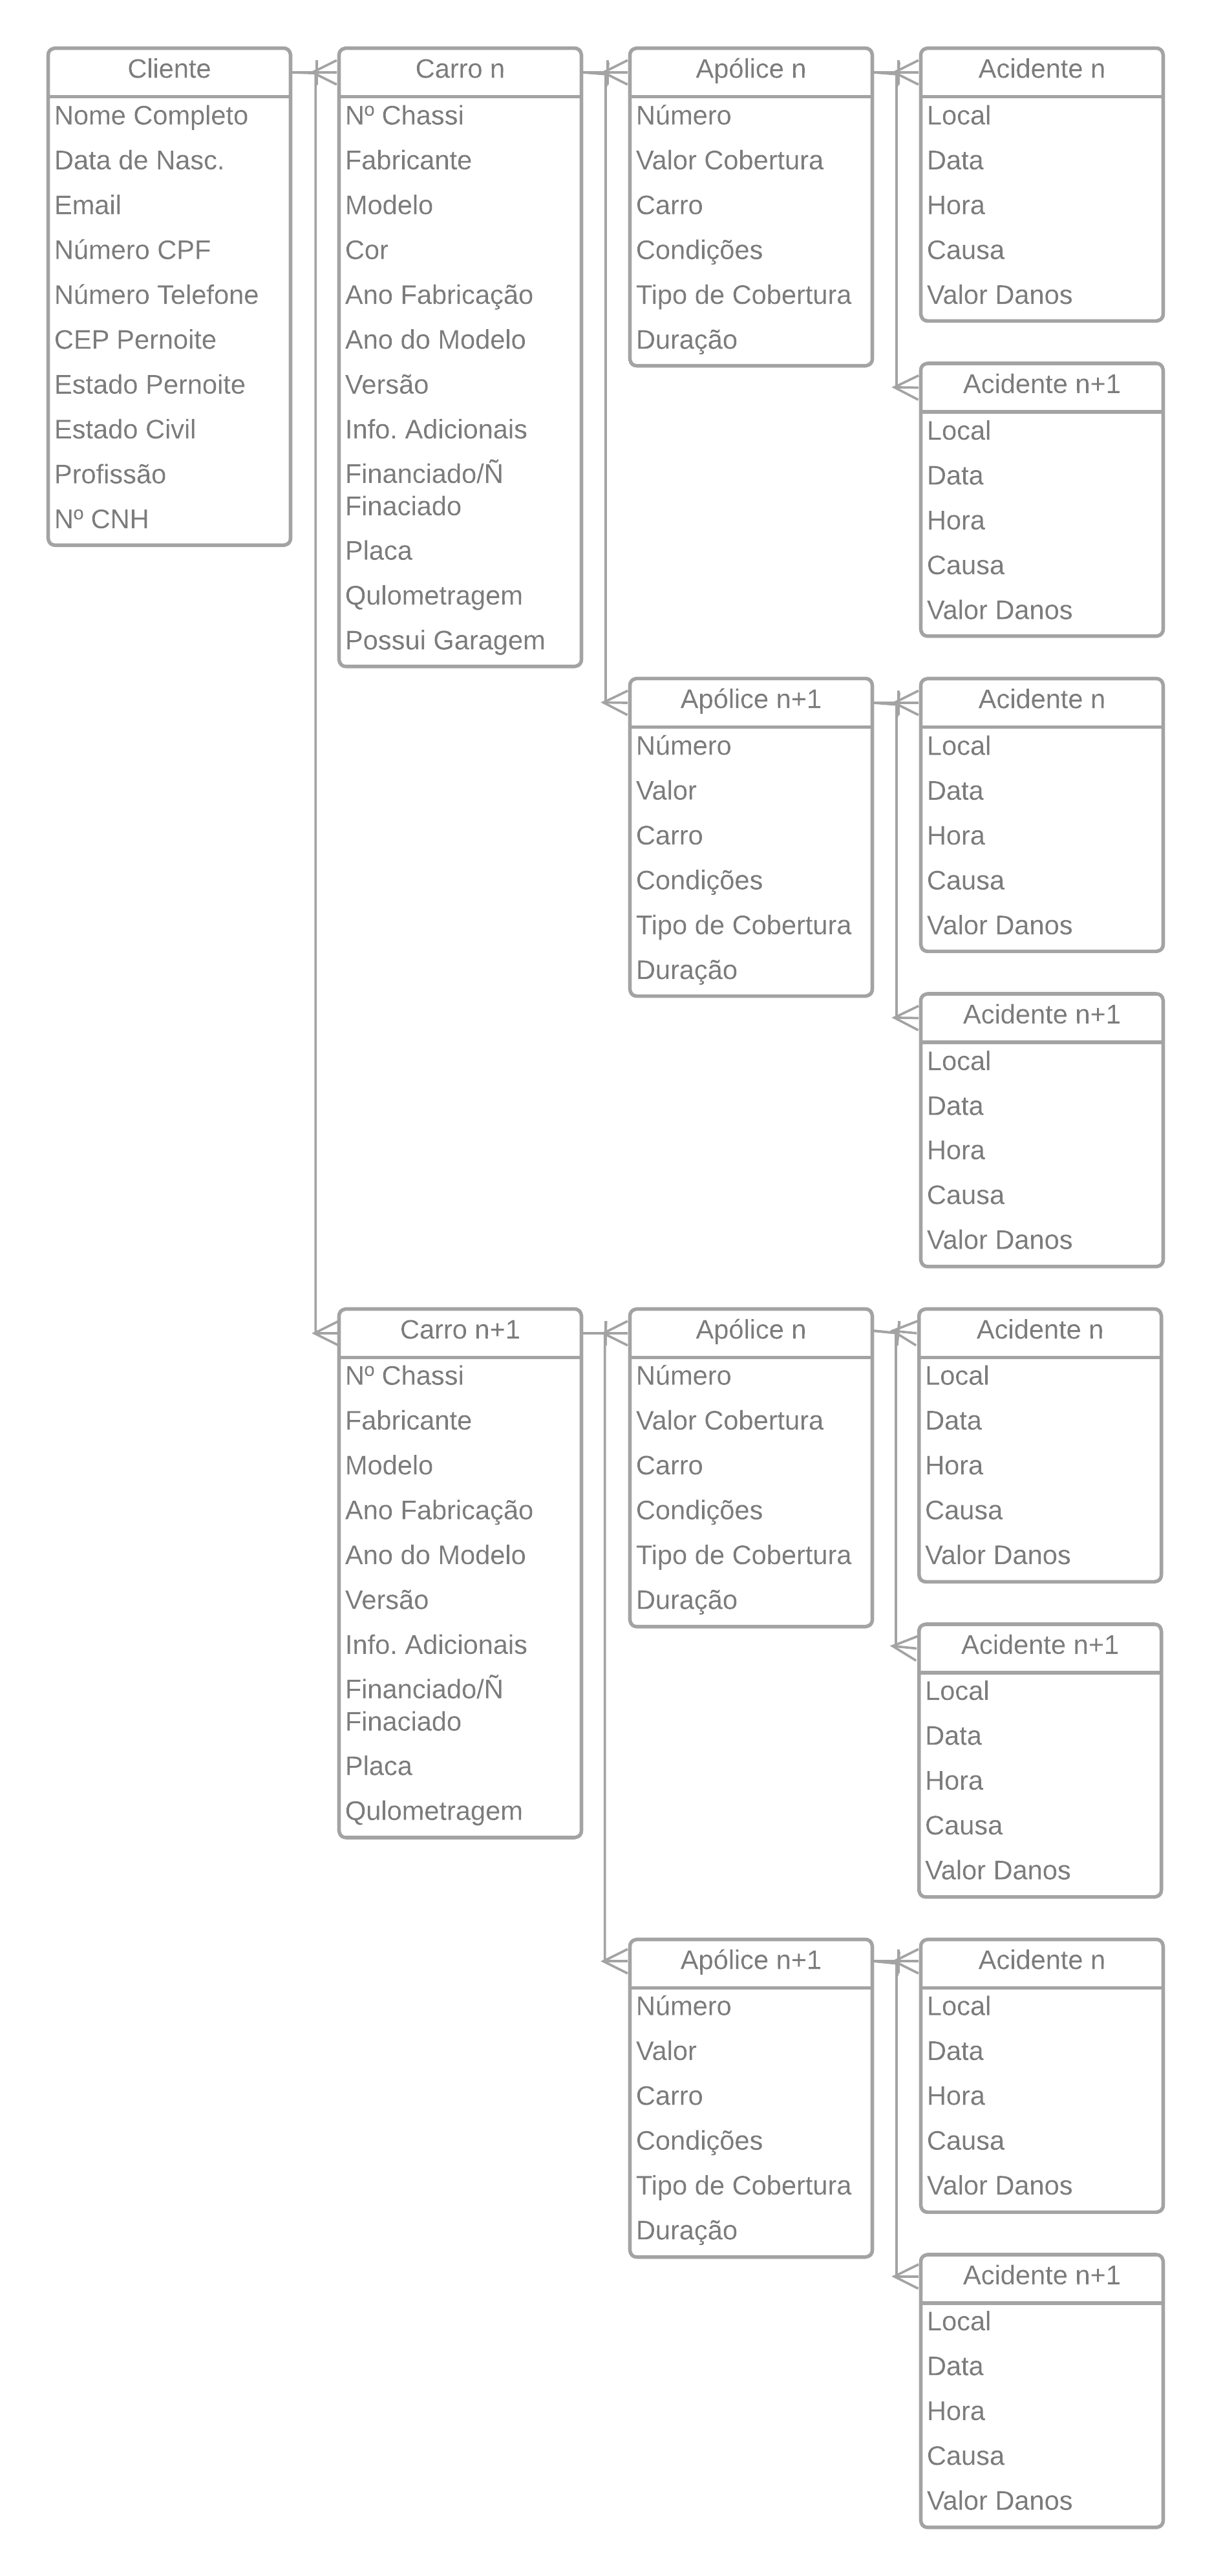 Cliente
Nome Completo
Data de Nasc.
Email
Número CPF
Número Telefone
CEP Pernoite
Estado Pernoite
Estado Civil
Profissão
Nº CNH
Carro n
Nº Chassi
Fabricante
Modelo
Cor
Ano Fabricação
Ano do Modelo
Versão
Info. Adicionais
Financiado/Ñ
Finaciado
Placa
Qulometragem
Possui Garagem
Apólice n
Número
Valor Cobertura
Carro
Condições
Tipo de Cobertura
Duração
Acidente n
Local
Data
Hora
Causa
Valor Danos
Acidente n+1
Local
Data
Hora
Causa
Valor Danos
Apólice n+1
Número
Valor
Carro
Condições
Tipo de Cobertura
Duração
Acidente n
Local
Data
Hora
Causa
Valor Danos
Acidente n+1
Local
Data
Hora
Causa
Valor Danos
Carro n+1
Nº Chassi
Fabricante
Modelo
Ano Fabricação
Ano do Modelo
Versão
Info. Adicionais
Financiado/Ñ
Finaciado
Placa
Qulometragem
Apólice n
Número
Valor Cobertura
Carro
Condições
Tipo de Cobertura
Duração
Acidente n
Local
Data
Hora
Causa
Valor Danos
Acidente n+1
Local
Data
Hora
Causa
Valor Danos
Apólice n+1
Número
Valor
Carro
Condições
Tipo de Cobertura
Duração
Acidente n
Local
Data
Hora
Causa
Valor Danos
Acidente n+1
Local
Data
Hora
Causa
Valor Danos